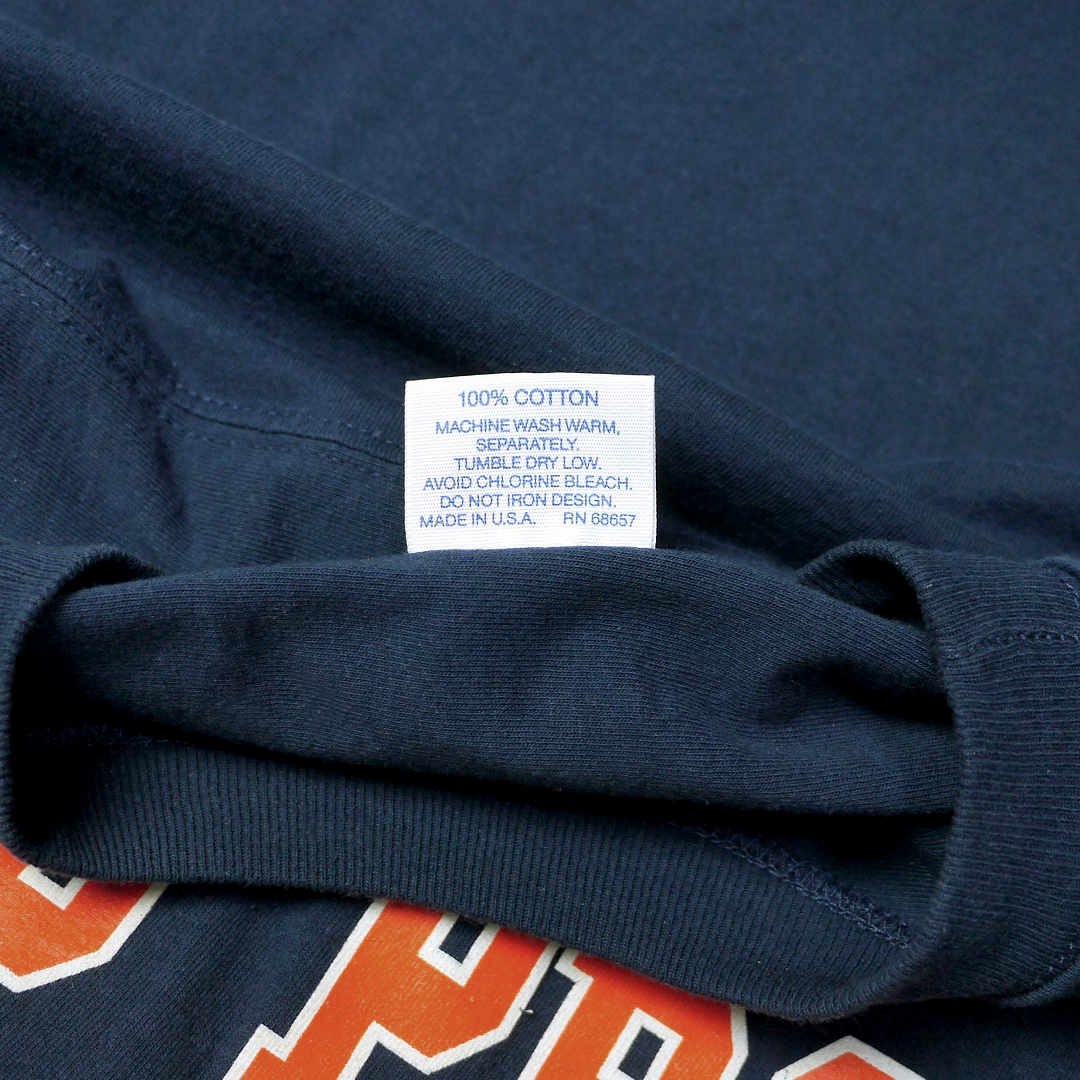 100% COTTON
MACHINE WASH WARM,
SEPARATELY.
TUMBLE DRY LOW.
AVOID CHLORINE BLEACH.
DO NOT IRON DESIGN.
MADE IN U.S.A. RN 68657